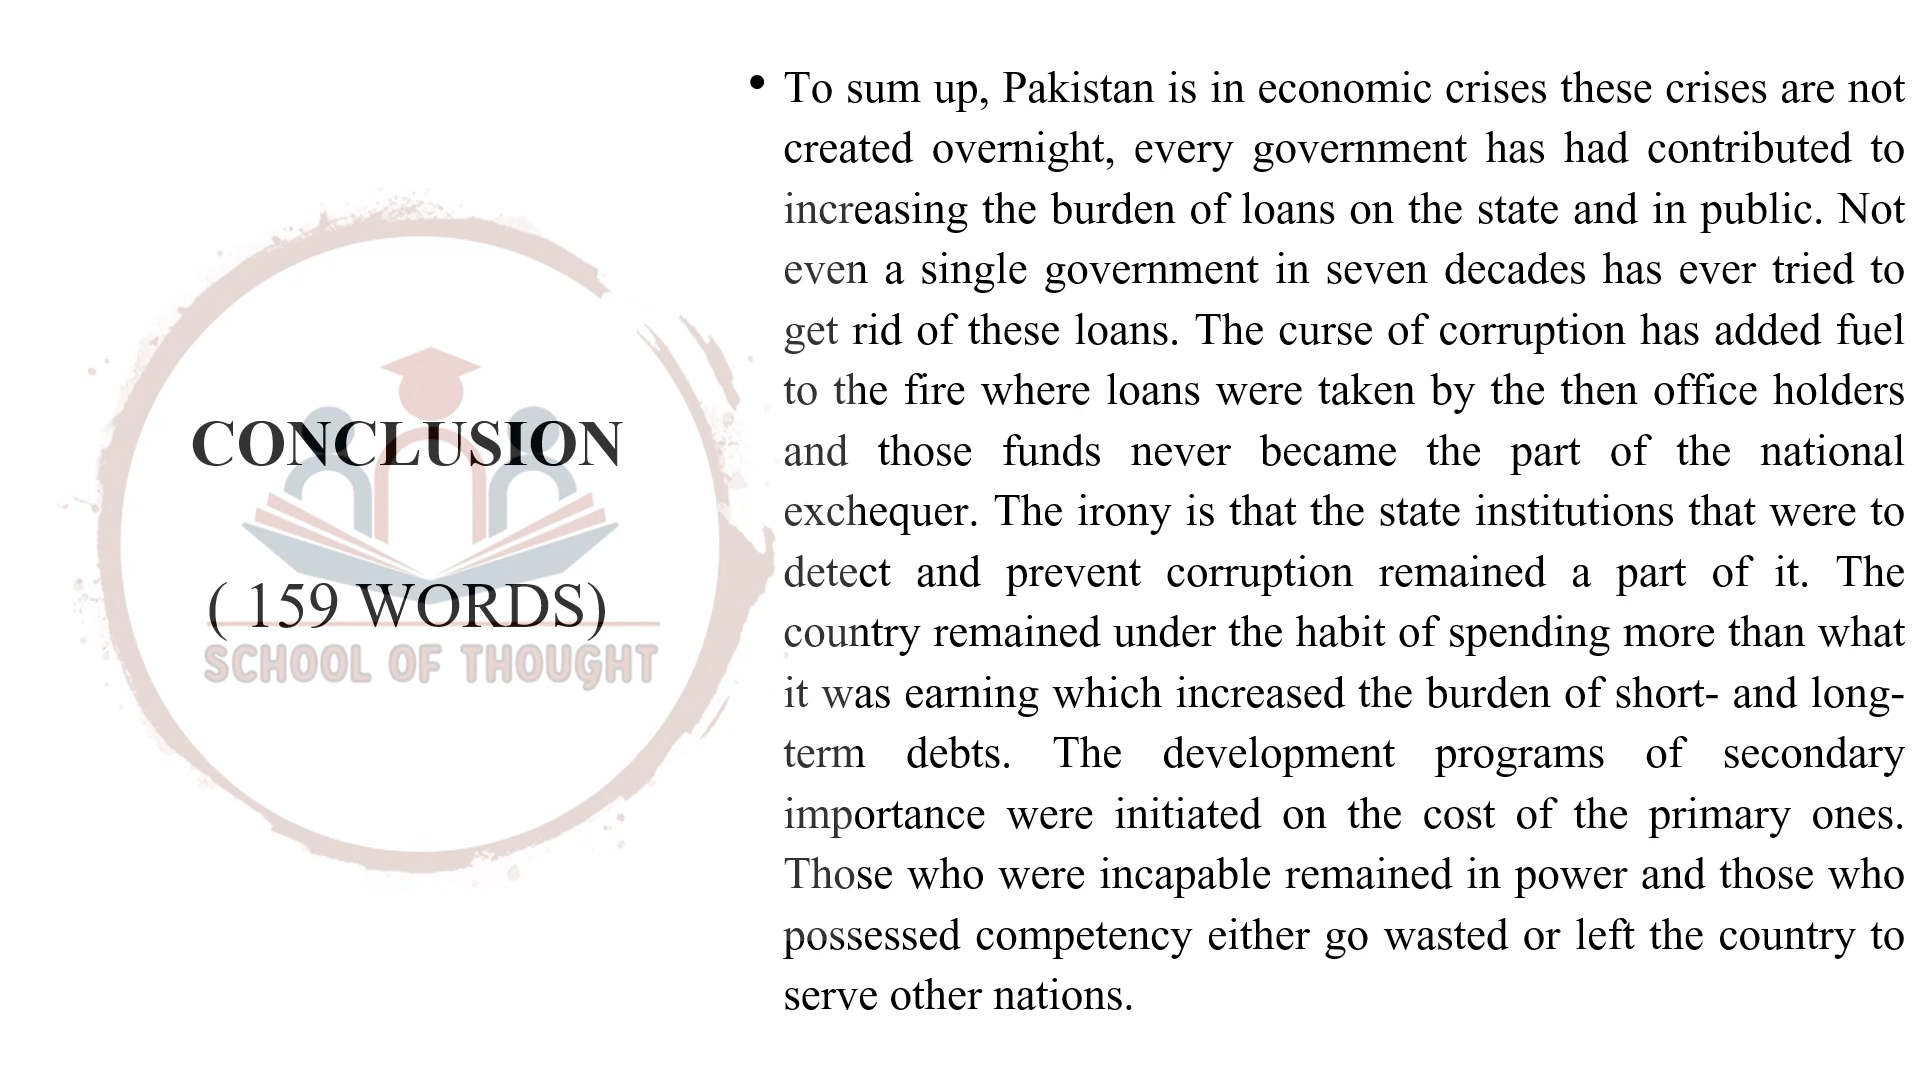 CONCLUSION
( 159 WORDS)
SCHOOL OF THOUGHT
• To sum up, Pakistan is in economic crises these crises are not
created overnight, every government has had contributed to
increasing the burden of loans on the state and in public. Not
even a single government in seven decades has ever tried to
get rid of these loans. The curse of corruption has added fuel
to the fire where loans were taken by the then office holders
and those funds never became the part of the national
exchequer. The irony is that the state institutions that were to
detect and prevent corruption remained a part of it. The
country remained under the habit of spending more than what
it was earning which increased the burden of short- and long-
term debts. The development programs of secondary
importance were initiated on the cost of the primary ones.
Those who were incapable remained in power and those who
possessed competency either go wasted or left the country to
serve other nations.